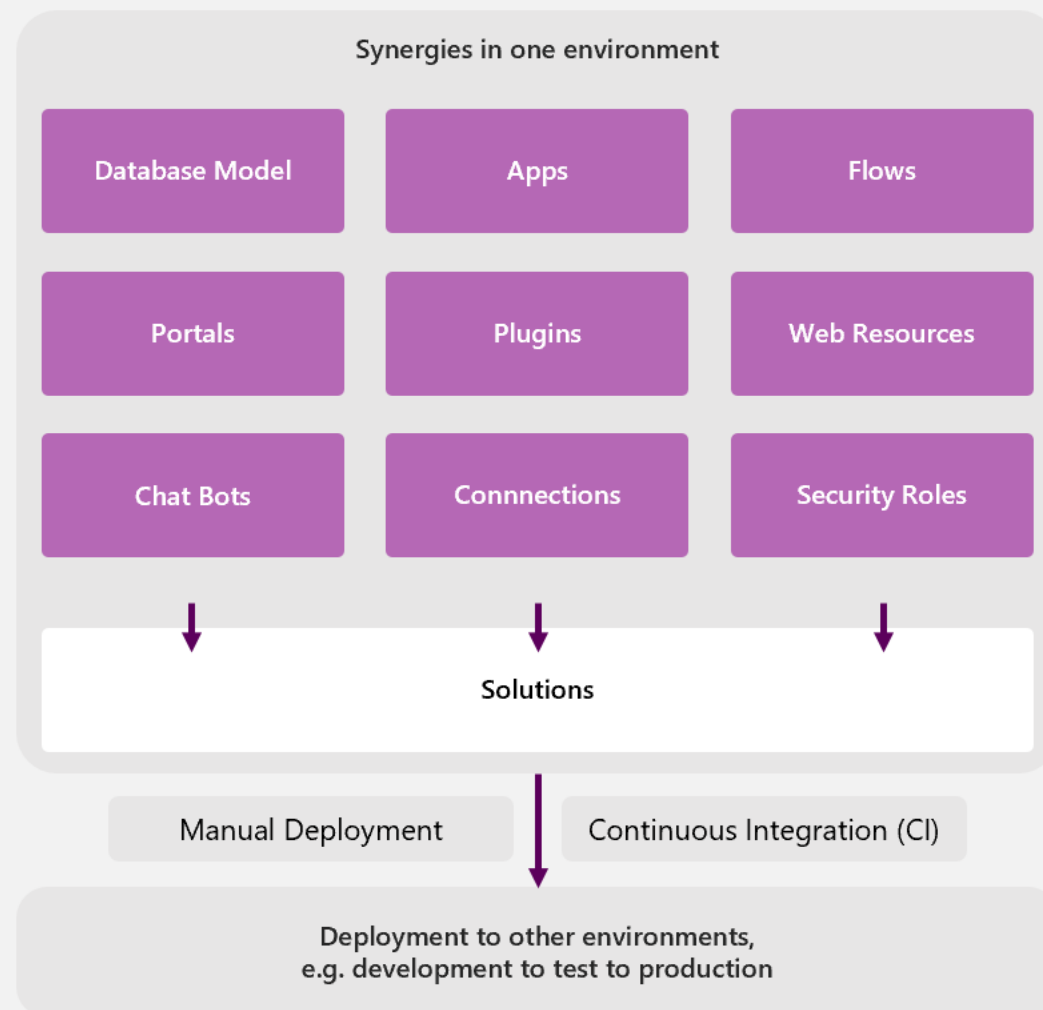 Synergies in one environment
Database Model
Apps
Flows
Portals
Plugins
Web Resources
Chat Bots
Connnections
Security Roles
Solutions
Manual Deployment
Continuous Integration (CI)
Deployment to other environments,
e.g. development to test to production